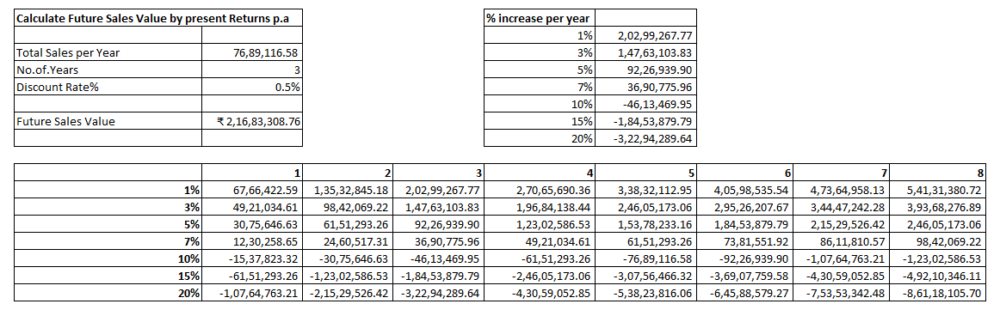 Calculate Future Sales Value by present Returns p.a
Total Sales per Year 76,89,116.58
No.of.Years 3
Discount Rate% 0.5%
Future Sales Value ₹ 2,16,83,308.76
% increase per year
1% 2,02,99,267.77
3% 1,47,63,103.83
5% 92,26,939.90
7% 36,90,775.96
10% -46,13,469.95
15% -1,84,53,879.79
20% -3,22,94,289.64
1 2 3 4 5 6 7 8
1% 67,66,422.59 1,35,32,845.18 2,02,99,267.77 2,70,65,690.36 3,38,32,112.95 4,05,98,535.54 4,73,64,958.13 5,41,31,380.72
3% 49,21,034.61 98,42,069.22 1,47,63,103.83 1,96,84,138.44 2,46,05,173.06 2,95,26,207.67 3,44,47,242.28 3,93,68,276.89
5% 30,75,646.63 61,51,293.26 92,26,939.90 1,23,02,586.53 1,53,78,233.16 1,84,53,879.79 2,15,29,526.42 2,46,05,173.06
7% 12,30,258.65 24,60,517.31 36,90,775.96 49,21,034.61 61,51,293.26 73,81,551.92 86,11,810.57 98,42,069.22
10% -15,37,823.32 -30,75,646.63 -46,13,469.95 -61,51,293.26 -76,89,116.58 -92,26,939.90 -1,07,64,763.21 -1,23,02,586.53
15% -61,51,293.26 -1,23,02,586.53 -1,84,53,879.79 -2,46,05,173.06 -3,07,56,466.32 -3,69,07,759.58 -4,30,59,052.85 -4,92,10,346.11
20% -1,07,64,763.21 -2,15,29,526.42 -3,22,94,289.64 -4,30,59,052.85 -5,38,23,816.06 -6,45,88,579.27 -7,53,53,342.48 -8,61,18,105.70